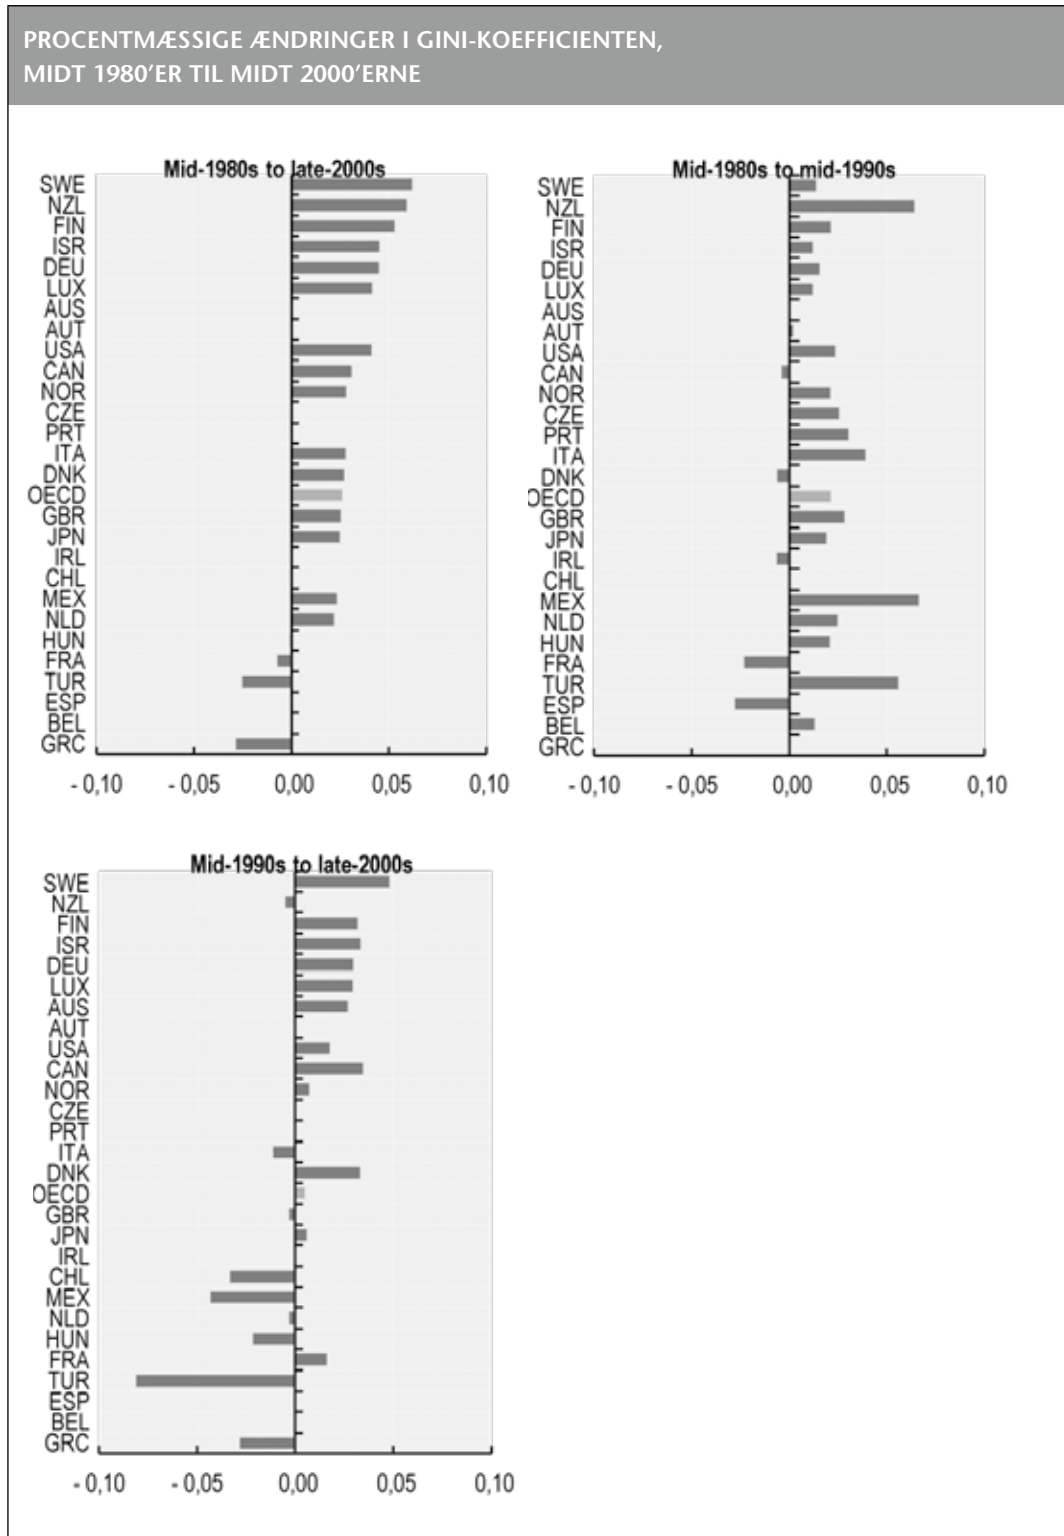 PROCENTMÆSSIGE ÆNDRINGER I GINI-KOEFFICIENTEN,
MIDT 1980'ER TIL MIDT 2000'ERNE
Mid-1980s to late-2000s
SWE
NZL
FIN
ISR
DEU
LUX
AUS
AUT
USA
CAN
NOR
CZE
PRT
ITA
DNK
OECD
GBR
JPN
IRL
CHL
MEX
NLD
HUN
FRA
TUR
ESP
BEL
GRC
- 0,10 - 0,05 0,00 0,05 0,10
Mid-1980s to mid-1990s
SWE
NZL
FIN
ISR
DEU
LUX
AUS
AUT
USA
CAN
NOR
CZE
PRT
ITA
DNK
OECD
GBR
JPN
IRL
CHL
MEX
NLD
HUN
FRA
TUR
ESP
BEL
GRC
- 0,10 - 0,05 0,00 0,05 0,10
Mid-1990s to late-2000s
SWE
NZL
FIN
ISR
DEU
LUX
AUS
AUT
USA
CAN
NOR
CZE
PRT
ITA
DNK
OECD
GBR
JPN
IRL
CHL
MEX
NLD
HUN
FRA
TUR
ESP
BEL
GRC
- 0,10 - 0,05 0,00 0,05 0,10